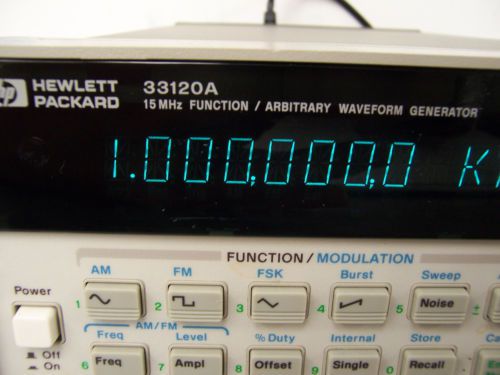 hp HEWLETT PACKARD 33120A
15 MHz FUNCTION / ARBITRARY WAVEFORM GENERATOR
1.000,000,0 K
FUNCTION / MODULATION
AM FM FSK Burst Sweep
1 2 3 4 5 Noise ±
Power
AM/FM
Freq Level % Duty Internal Store Ca
Off
On
6 Freq 7 Ampl 8 Offset 9 Single 0 Recall